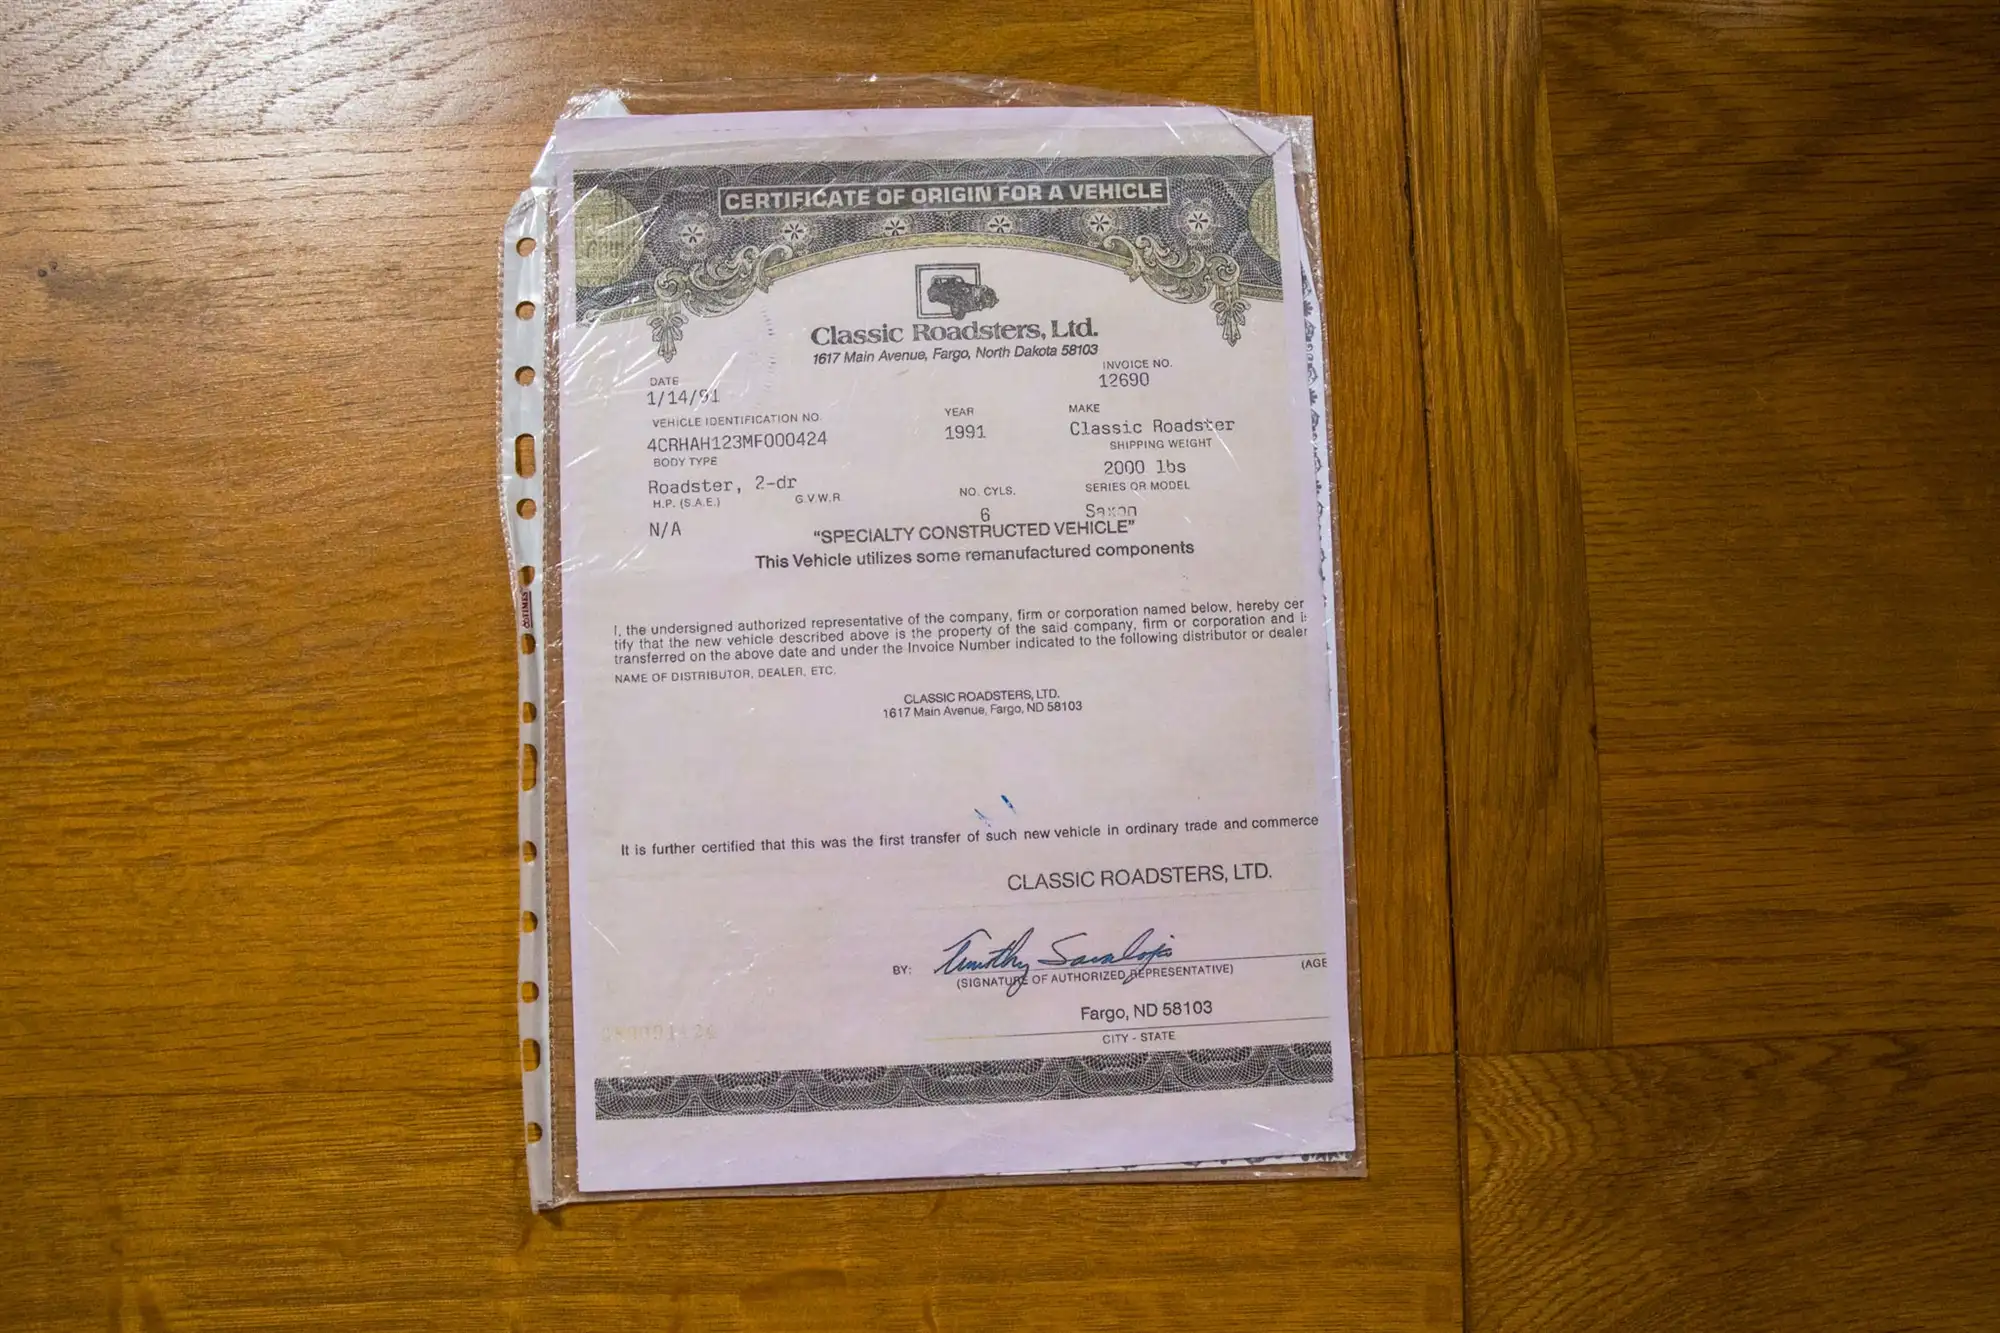 CERTIFICATE OF ORIGIN FOR A VEHICLE
Classic Roadsters, Ltd.
1617 Main Avenue, Fargo, North Dakota 58103
DATE
INVOICE NO.
1/14/91
12690
VEHICLE IDENTIFICATION NO.
YEAR
MAKE
4CRHAH123MF000424
1991
Classic Roadster
BODY TYPE
SHIPPING WEIGHT
Roadster, 2-dr
2000 lbs
H.P. (S.A.E.)
G.V.W.R.
NO. CYLS.
SERIES OR MODEL
N/A
6
Saxon
"SPECIALTY CONSTRUCTED VEHICLE"
This Vehicle utilizes some remanufactured components
I, the undersigned authorized representative of the company, firm or corporation named below, hereby cer
tify that the new vehicle described above is the property of the said company, firm or corporation and is
transferred on the above date and under the Invoice Number indicated to the following distributor or dealer
NAME OF DISTRIBUTOR, DEALER, ETC.
CLASSIC ROADSTERS, LTD.
1617 Main Avenue, Fargo, ND 58103
It is further certified that this was the first transfer of such new vehicle in ordinary trade and commerce
CLASSIC ROADSTERS, LTD.
BY: Timothy
(SIGNATURE OF AUTHORIZED REPRESENTATIVE)
(AGE
Fargo, ND 58103
CITY - STATE